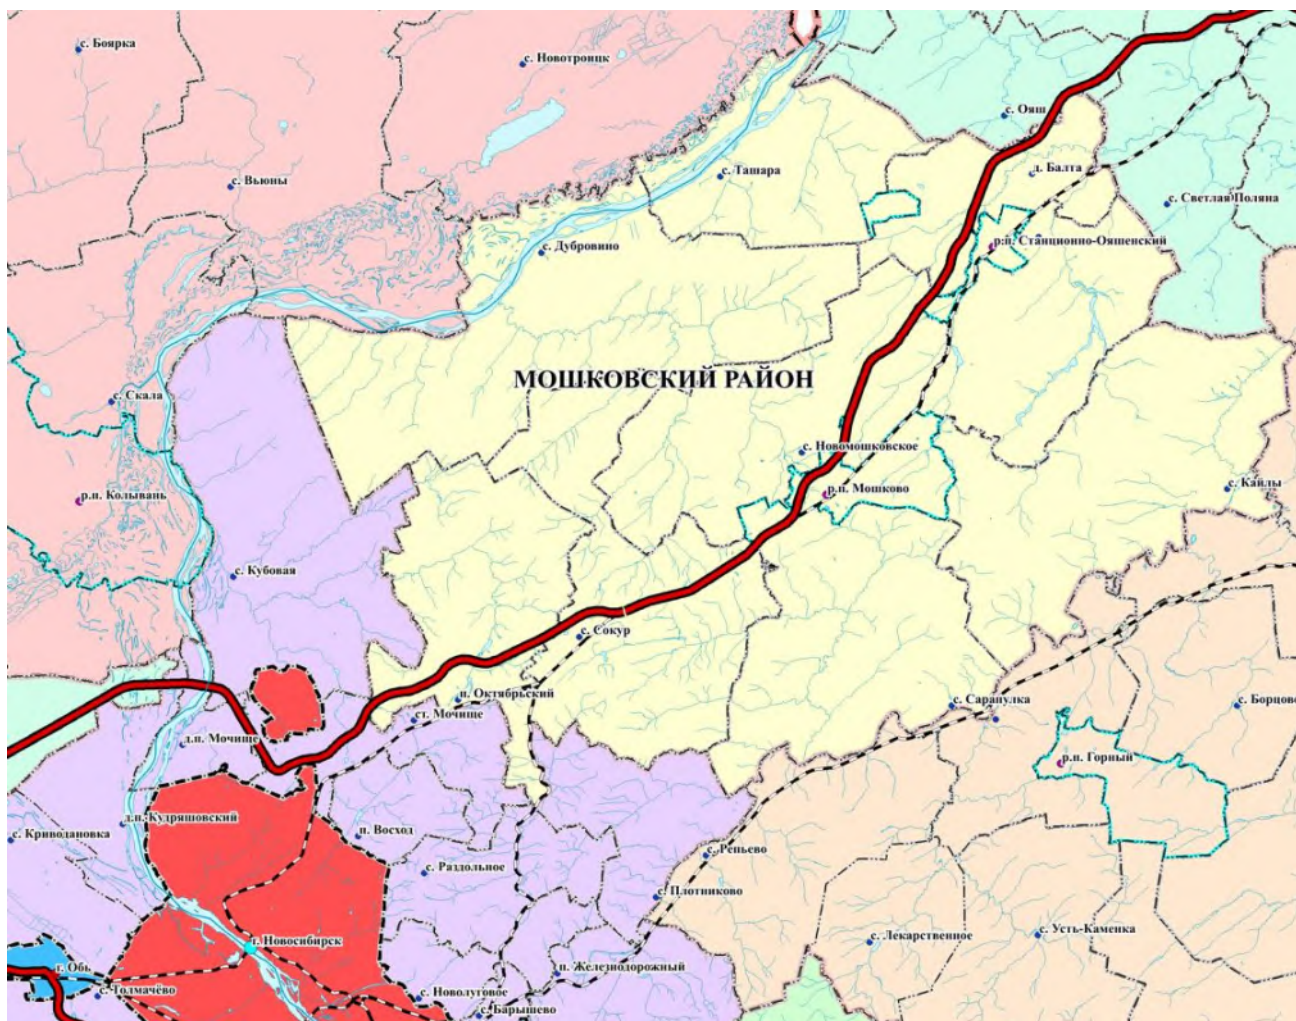 с. Боярка
с. Новотроицк
с. Ояш
с. Ташара
д. Балта
с. Вьюны
с. Светлая Поляна
с. Дубровино
р.п. Станционно-Ояшенский
МОШКОВСКИЙ РАЙОН
с. Скала
с. Новомошковское
р.п. Колывань
р.п. Мошково
с. Кайлы
с. Кубовая
с. Сокур
п. Октябрьский
с. Сарапулка
с. Борцово
ст. Мочище
д.п. Мочище
р.п. Горный
д.п. Кудряшовский
с. Криводановка
п. Восход
с. Репьево
с. Раздольное
с. Плотниково
с. Усть-Каменка
с. Лекарственное
г. Новосибирск
г. Обь
п. Железнодорожный
с. Толмачёво
с. Новолуговое
с. Барышево